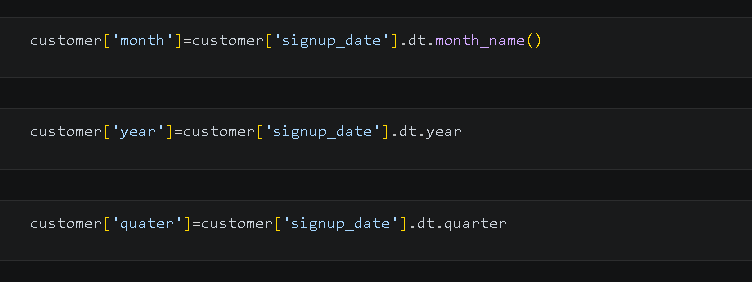 customer['month']=customer['signup_date'].dt.month_name()
customer['year']=customer['signup_date'].dt.year
customer['quater']=customer['signup_date'].dt.quarter